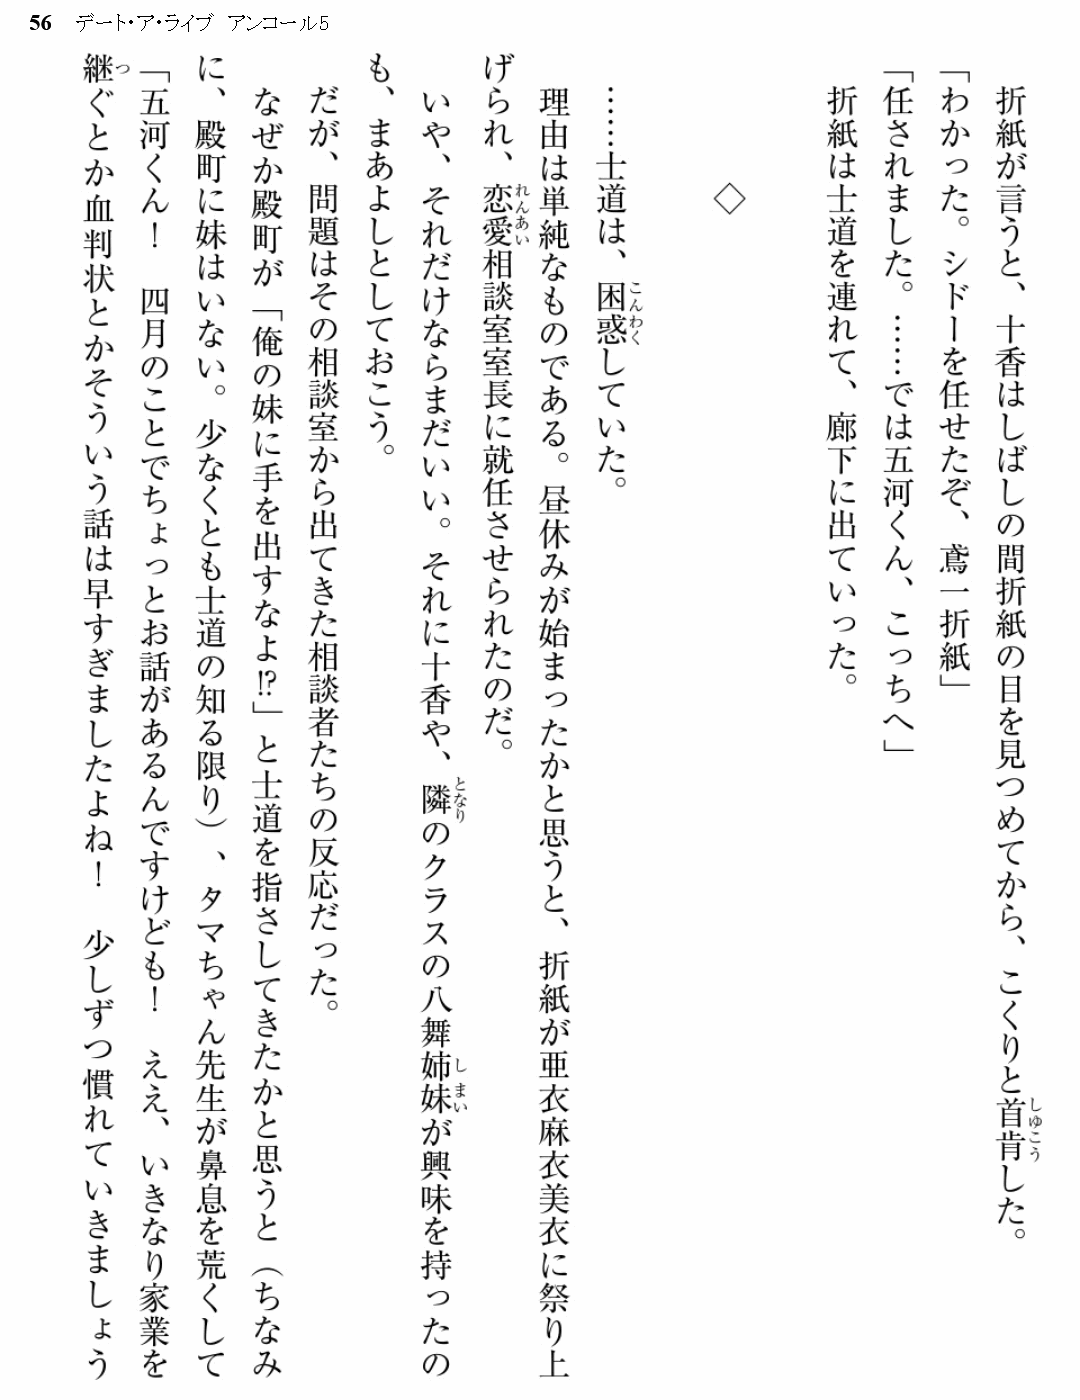 56 デート・ア・ライブ アンコール5
折紙が言うと、十香はしばしの間折紙の目を見つめてから、こくりと首肯した。
「わかった。シドーを任せたぞ、鳶一折紙」
「任されました。……では五河くん、こっちへ」
折紙は士道を連れて、廊下に出ていった。
◇
……士道は、困惑していた。
理由は単純なものである。昼休みが始まったかと思うと、折紙が亜衣麻衣美衣に祭り上
げられ、恋愛相談室室長に就任させられたのだ。
いや、それだけならまだいい。それに十香や、隣のクラスの八舞姉妹が興味を持ったの
も、まあよしとしておこう。
だが、問題はその相談室から出てきた相談者たちの反応だった。
なぜか殿町が「俺の妹に手を出すなよ!?」と士道を指さしてきたかと思うと（ちなみ
に、殿町に妹はいない。少なくとも士道の知る限り）、タマちゃん先生が鼻息を荒くして
「五河くん！　四月のことでちょっとお話があるんですけども！　ええ、いきなり家業を
継ぐとか血判状とかそういう話は早すぎましたよね！　少しずつ慣れていきましょう